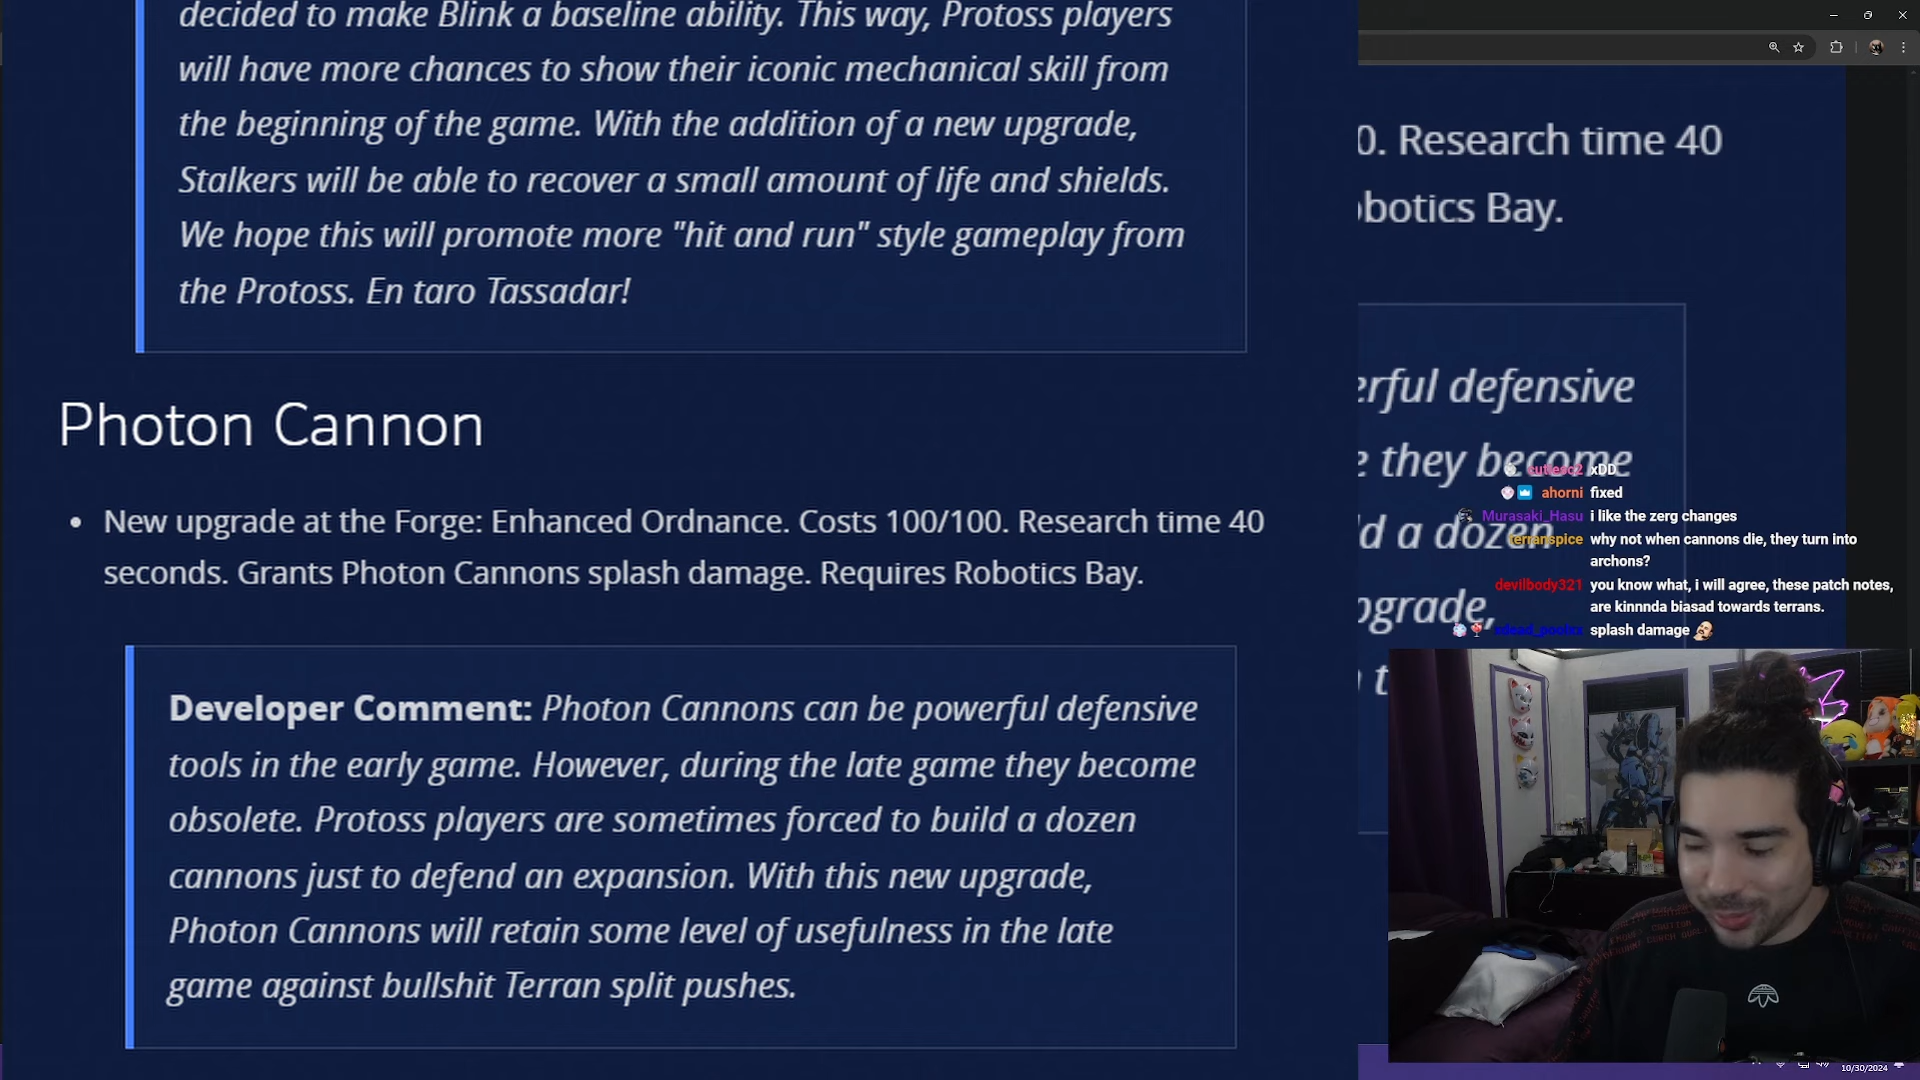 decided to make Blink a baseline ability. This way, Protoss players
will have more chances to show their iconic mechanical skill from
the beginning of the game. With the addition of a new upgrade,
Stalkers will be able to recover a small amount of life and shields.
We hope this will promote more "hit and run" style gameplay from
the Protoss. En taro Tassadar!
Photon Cannon
• New upgrade at the Forge: Enhanced Ordnance. Costs 100/100. Research time 40
seconds. Grants Photon Cannons splash damage. Requires Robotics Bay.
Developer Comment: Photon Cannons can be powerful defensive
tools in the early game. However, during the late game they become
obsolete. Protoss players are sometimes forced to build a dozen
cannons just to defend an expansion. With this new upgrade,
Photon Cannons will retain some level of usefulness in the late
game against bullshit Terran split pushes.
0. Research time 40
obotics Bay.
erful defensive
e they become
d a dozen
pgrade,
xDD
ahorni fixed
Murasaki_Hasu i like the zerg changes
terranspice why not when cannons die, they turn into
archons?
devilbody321 you know what, i will agree, these patch notes,
are kinnnda biasad towards terrans.
splash damage
10/30/2024